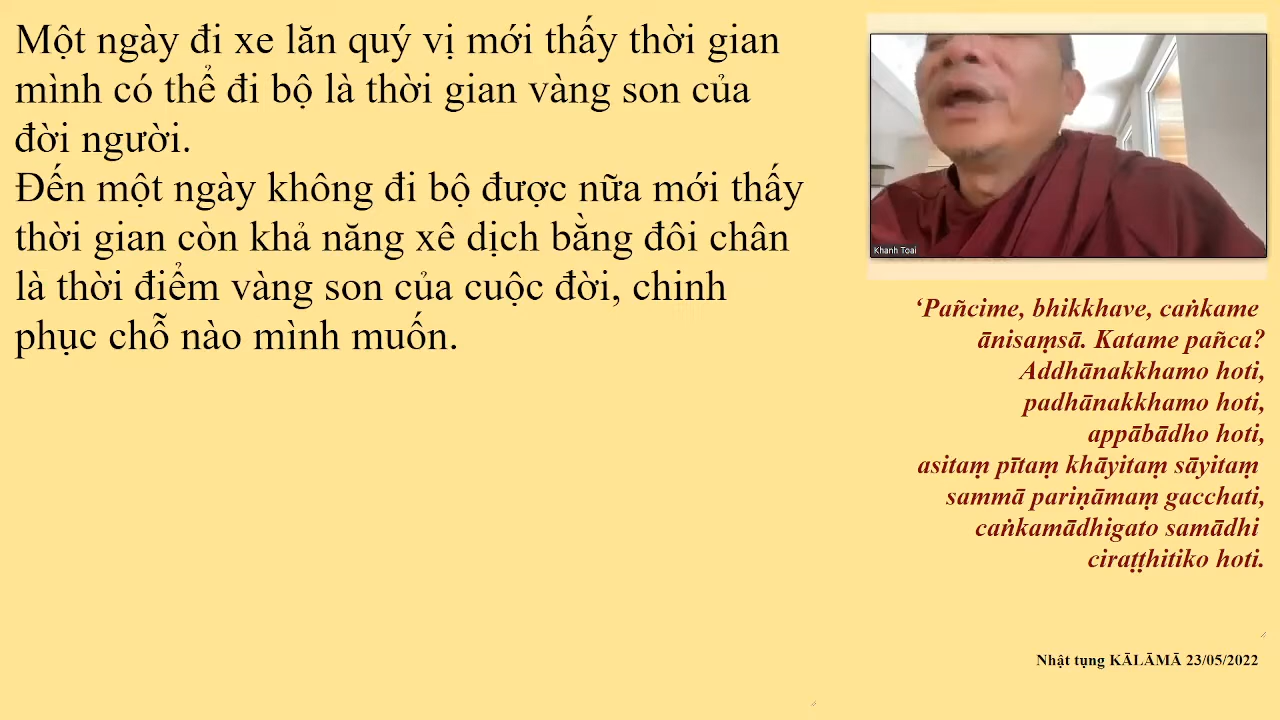 Một ngày đi xe lăn quý vị mới thấy thời gian
mình có thể đi bộ là thời gian vàng son của
đời người.
Đến một ngày không đi bộ được nữa mới thấy
thời gian còn khả năng xê dịch bằng đôi chân
là thời điểm vàng son của cuộc đời, chinh
phục chỗ nào mình muốn.
Khanh Toai
‘Pañcime, bhikkhave, caṅkame
ānisaṃsā. Katame pañca?
Addhānakkhamo hoti,
padhānakkhamo hoti,
appābādho hoti,
asitaṃ pītaṃ khāyitaṃ sāyitaṃ
sammā pariṇāmaṃ gacchati,
caṅkamādhigato samādhi
ciraṭṭhitiko hoti.
Nhật tụng KĀLĀMĀ 23/05/2022